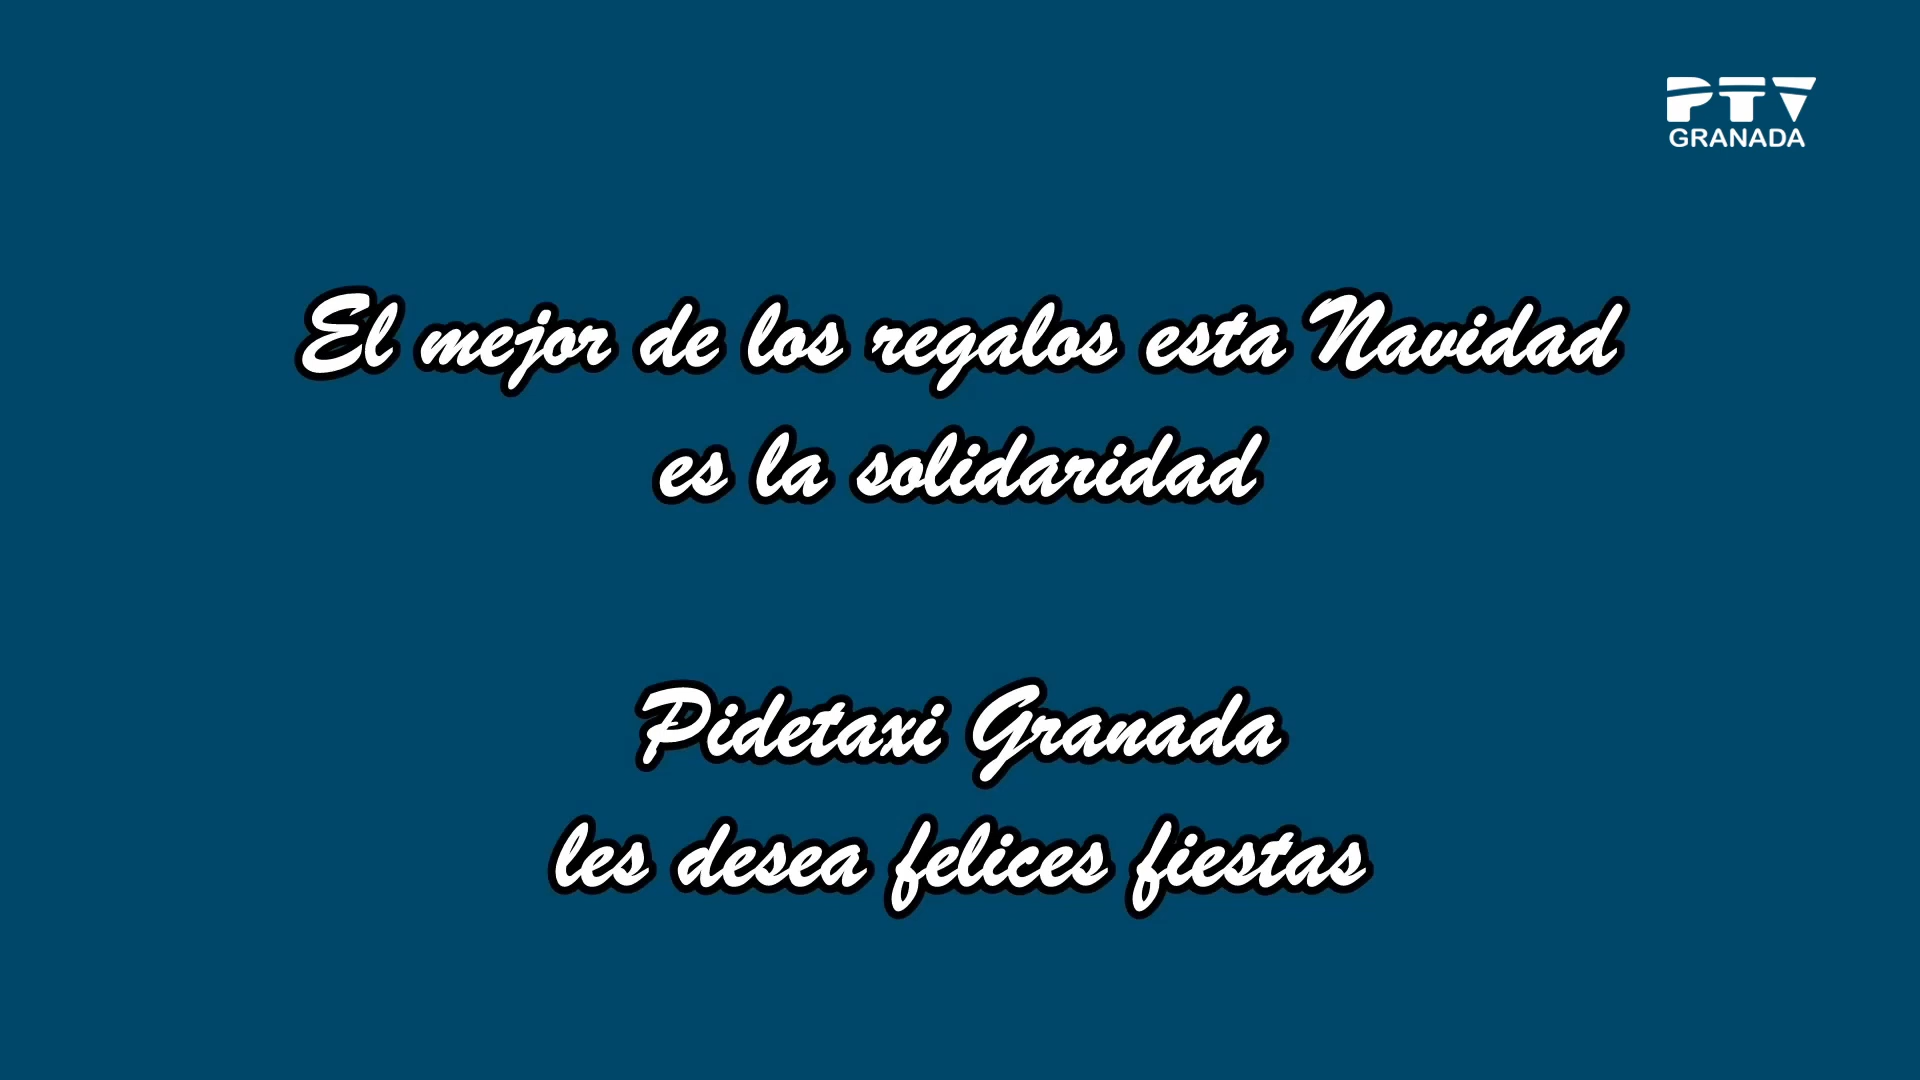 PTV
GRANADA
El mejor de los regalos esta Navidad
es la solidaridad
Pidetaxi Granada
les desea felices fiestas